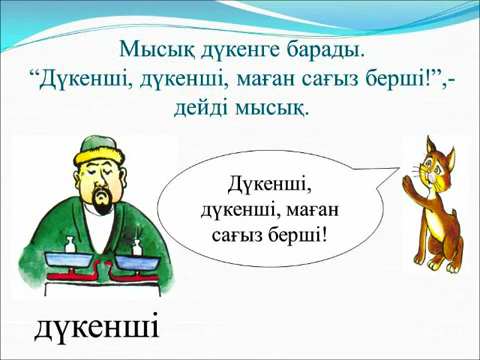 Мысық дүкенге барады.
“Дүкенші, дүкенші, маған сағыз берші!”,-
дейді мысық.
Дүкенші,
дүкенші, маған
сағыз берші!
дүкенші